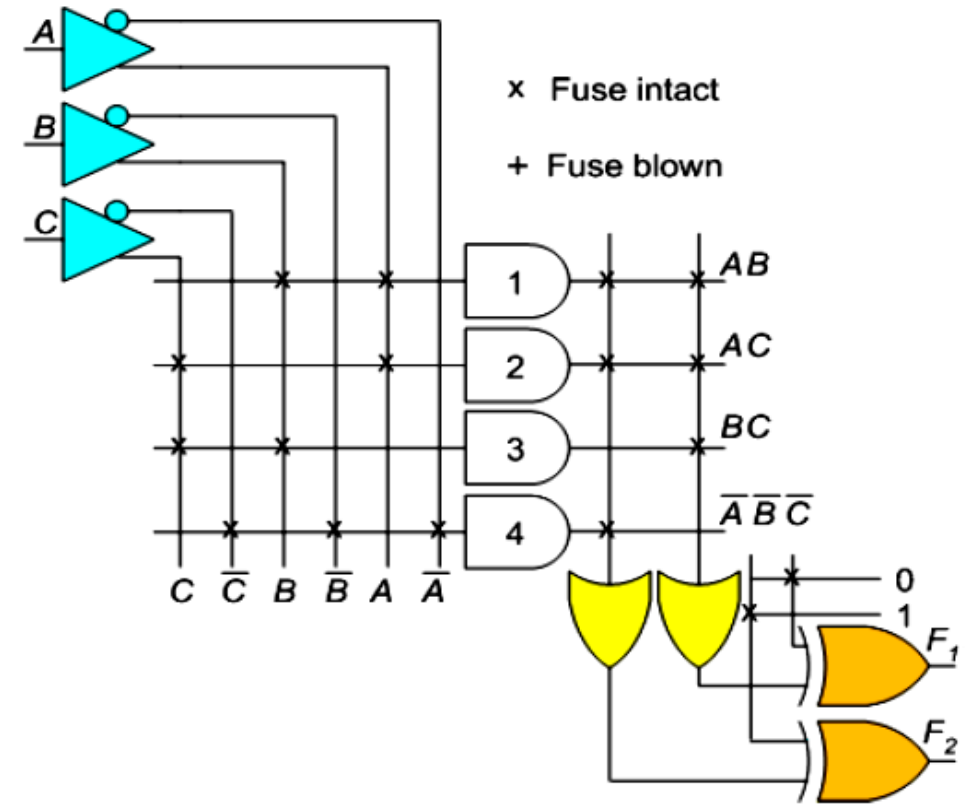 A
B
C
x Fuse intact
+ Fuse blown
1 AB
2 AC
3 BC
4 A̅ B̅ C̅
C C̅ B B̅ A A̅
0
1
F₁
F₂